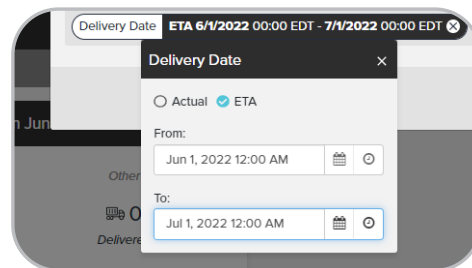 Delivery Date ETA 6/1/2022 00:00 EDT - 7/1/2022 00:00 EDT
Delivery Date
Actual ETA
n Jun
From:
Jun 1, 2022 12:00 AM
Other
To:
0
Jul 1, 2022 12:00 AM
Delivere